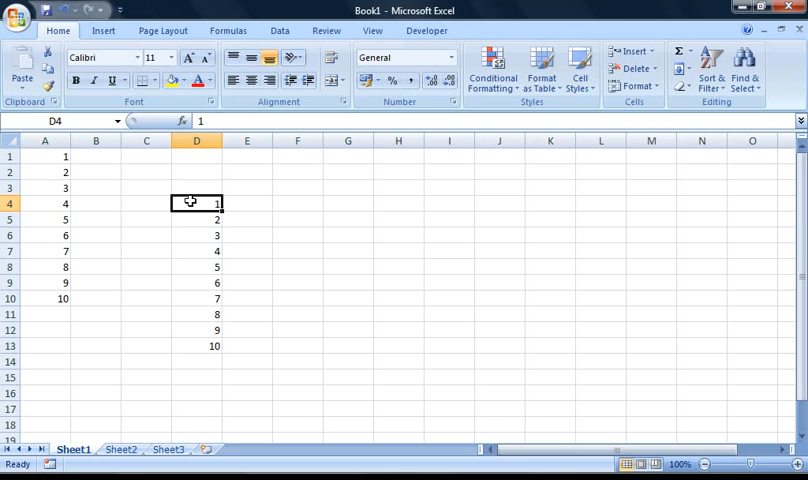 Book1 - Microsoft Excel
Home Insert Page Layout Formulas Data Review View Developer
Paste
Calibri 11 A A
B I U A
General
$ % ,
Conditional Formatting
Format as Table
Cell Styles
Insert
Delete
Format
Σ
Sort & Filter
Find & Select
Clipboard Font Alignment Number Styles Cells Editing
D4 fx 1
A B C D E F G H I J K L M N O
1 1
2 2
3 3
4 4 1
5 5 2
6 6 3
7 7 4
8 8 5
9 9 6
10 10 7
11 8
12 9
13 10
14
15
16
17
18
19
Sheet1 Sheet2 Sheet3
Ready 100%